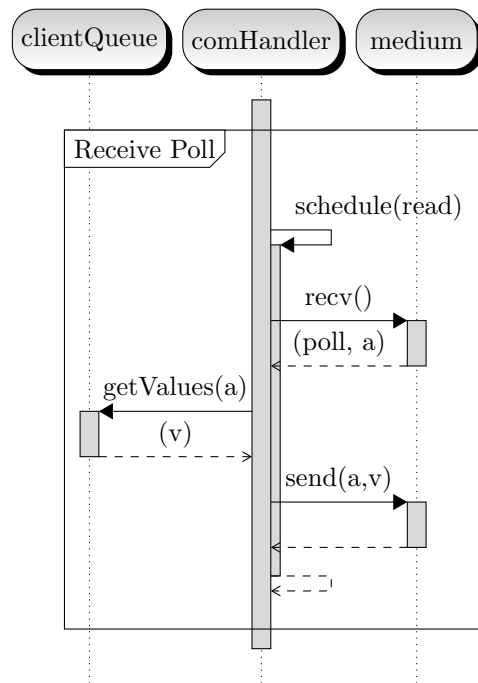 clientQueue
comHandler
medium
Receive Poll
schedule(read)
recv()
(poll, a)
getValues(a)
(v)
send(a,v)